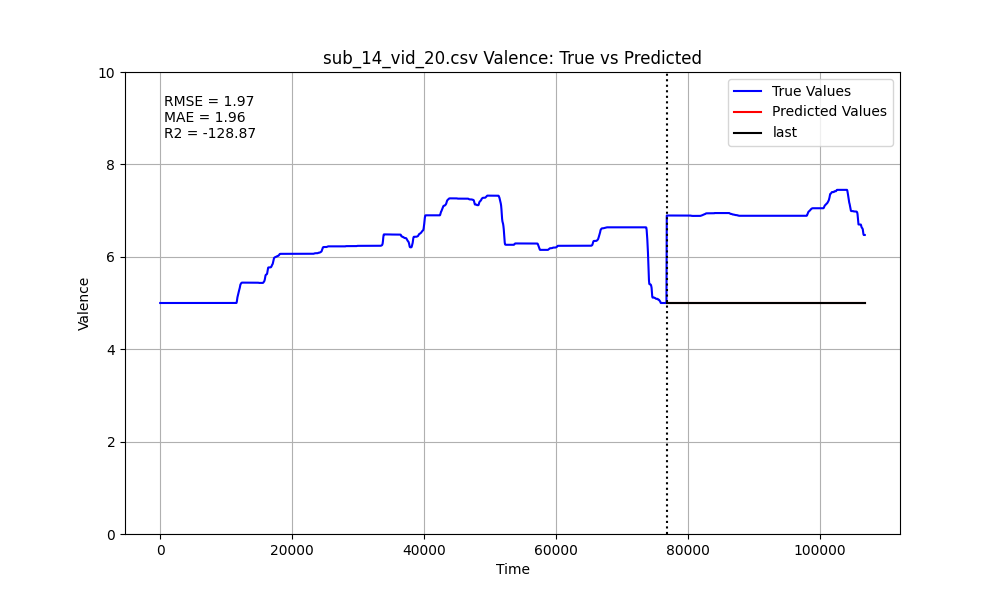 sub_14_vid_20.csv Valence: True vs Predicted
RMSE = 1.97
MAE = 1.96
R2 = -128.87
True Values
Predicted Values
last
Valence
10
8
6
4
2
0
0 20000 40000 60000 80000 100000
Time